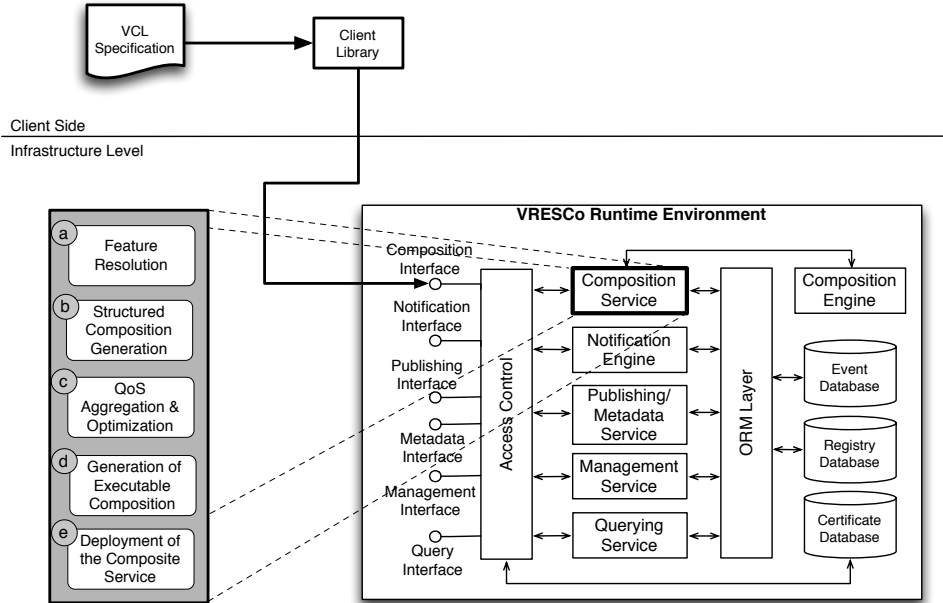 VCL
Specification
Client
Library
Client Side
Infrastructure Level
a
Feature
Resolution
b
Structured
Composition
Generation
c
QoS
Aggregation &
Optimization
d
Generation of
Executable
Composition
e
Deployment of
the Composite
Service
VRESCo Runtime Environment
Composition
Interface
Notification
Interface
Publishing
Interface
Metadata
Interface
Management
Interface
Query
Interface
Access Control
Composition
Service
Notification
Engine
Publishing/
Metadata
Service
Management
Service
Querying
Service
ORM Layer
Composition
Engine
Event
Database
Registry
Database
Certificate
Database